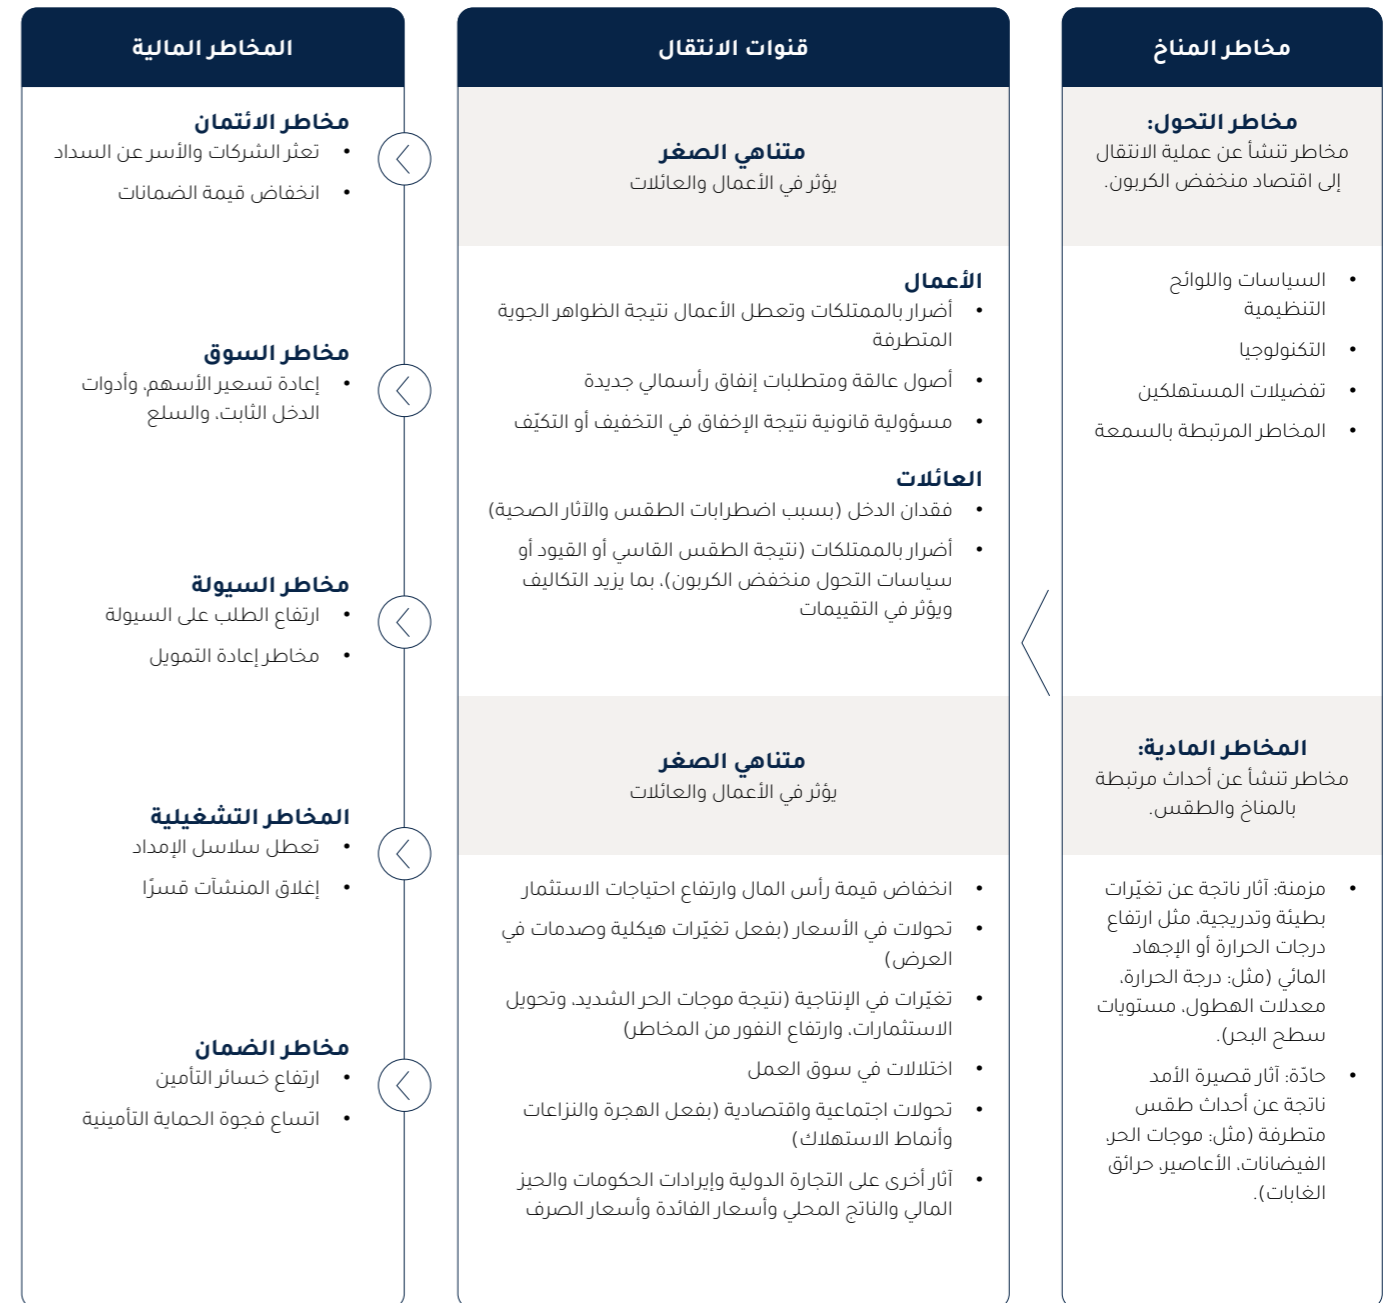 مخاطر المناخ
مخاطر التحول:
مخاطر تنشأ عن عملية الانتقال
إلى اقتصاد منخفض الكربون.
• السياسات واللوائح
التنظيمية
• التكنولوجيا
• تفضيلات المستهلكين
• المخاطر المرتبطة بالسمعة
المخاطر المادية:
مخاطر تنشأ عن أحداث مرتبطة
بالمناخ والطقس.
• مزمنة: آثار ناتجة عن تغيّرات
بطيئة وتدريجية، مثل ارتفاع
درجات الحرارة أو الإجهاد
المائي (مثل: درجة الحرارة،
معدلات الهطول، مستويات
سطح البحر).
• حادّة: آثار قصيرة الأمد
ناتجة عن أحداث طقس
متطرفة (مثل: موجات الحر،
الفيضانات، الأعاصير، حرائق
الغابات).
قنوات الانتقال
متناهي الصغر
يؤثر في الأعمال والعائلات
الأعمال
• أضرار بالممتلكات وتعطل الأعمال نتيجة الظواهر الجوية
المتطرفة
• أصول عالقة ومتطلبات إنفاق رأسمالي جديدة
• مسؤولية قانونية نتيجة الإخفاق في التخفيف أو التكيّف
العائلات
• فقدان الدخل (بسبب اضطرابات الطقس والآثار الصحية)
• أضرار بالممتلكات (نتيجة الطقس القاسي أو القيود أو
سياسات التحول منخفض الكربون)، بما يزيد التكاليف
ويؤثر في التقييمات
متناهي الصغر
يؤثر في الأعمال والعائلات
• انخفاض قيمة رأس المال وارتفاع احتياجات الاستثمار
• تحولات في الأسعار (بفعل تغيّرات هيكلية وصدمات في
العرض)
• تغيّرات في الإنتاجية (نتيجة موجات الحر الشديد، وتحويل
الاستثمارات، وارتفاع النفور من المخاطر)
• اختلالات في سوق العمل
• تحولات اجتماعية واقتصادية (بفعل الهجرة والنزاعات
وأنماط الاستهلاك)
• آثار أخرى على التجارة الدولية وإيرادات الحكومات والحيز
المالي والناتج المحلي وأسعار الفائدة وأسعار الصرف
المخاطر المالية
مخاطر الائتمان
• تعثر الشركات والأسر عن السداد
• انخفاض قيمة الضمانات
مخاطر السوق
• إعادة تسعير الأسهم، وأدوات
الدخل الثابت، والسلع
مخاطر السيولة
• ارتفاع الطلب على السيولة
• مخاطر إعادة التمويل
المخاطر التشغيلية
• تعطل سلاسل الإمداد
• إغلاق المنشآت قسرًا
مخاطر الضمان
• ارتفاع خسائر التأمين
• اتساع فجوة الحماية التأمينية